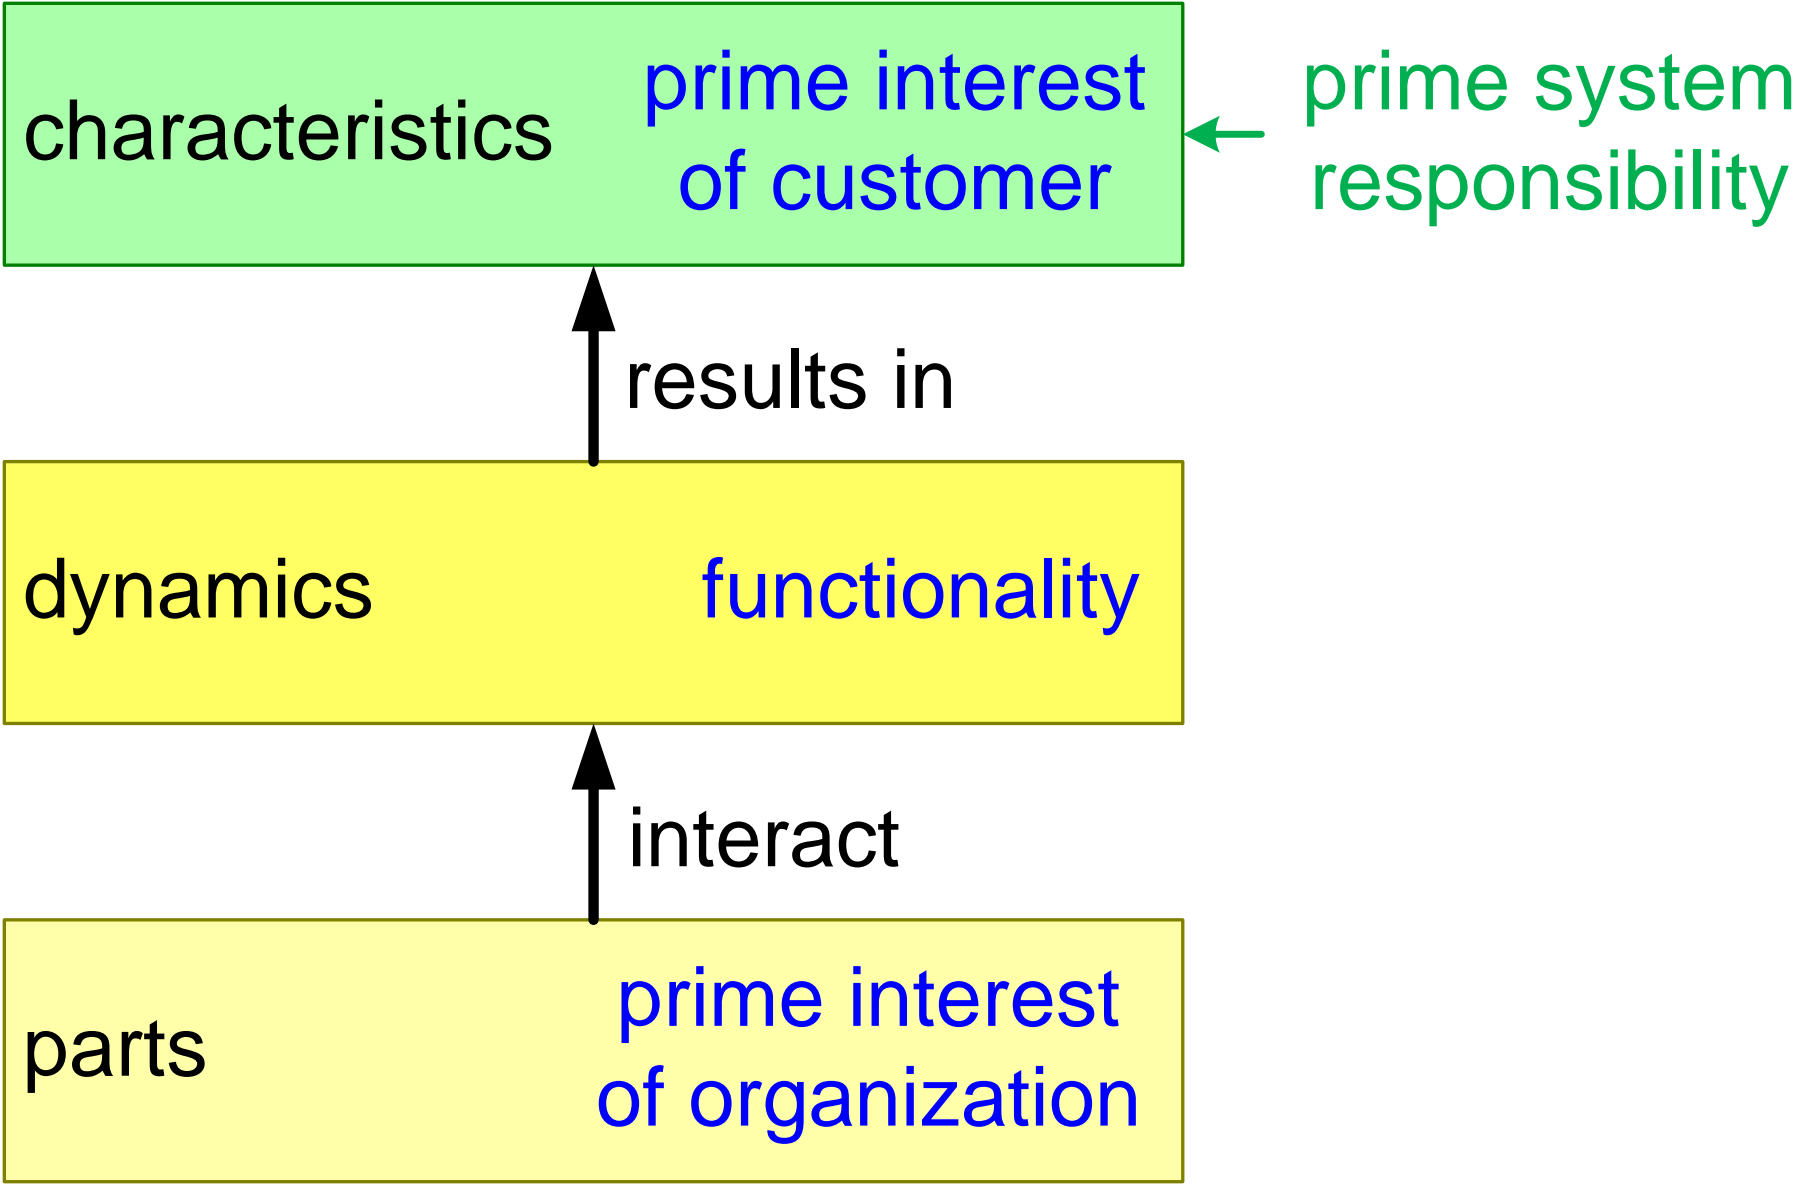 characteristics
prime interest
of customer
prime system
responsibility
results in
dynamics
functionality
interact
parts
prime interest
of organization